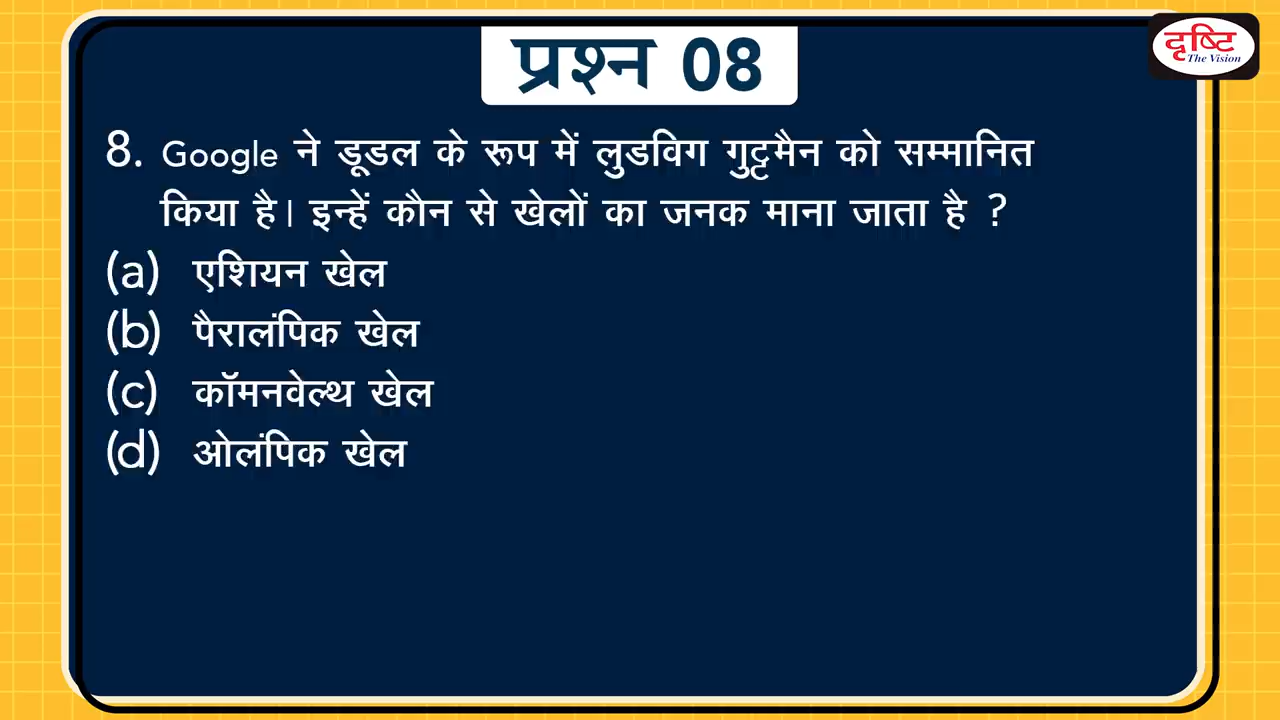 दृष्टि
The Vision
प्रश्न 08
8. Google ने डूडल के रूप में लुडविग गुट्टमैन को सम्मानित
किया है। इन्हें कौन से खेलों का जनक माना जाता है ?
(a) एशियन खेल
(b) पैरालंपिक खेल
(c) कॉमनवेल्थ खेल
(d) ओलंपिक खेल